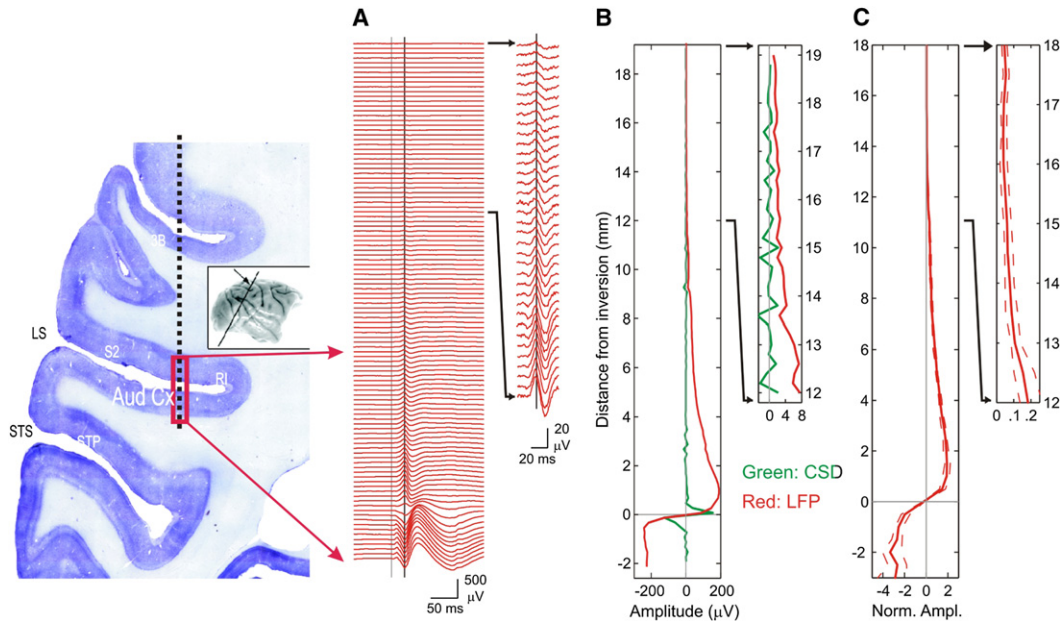 A
B
C
3B
LS
S2
RI
Aud Cx
STS
STP
500
μV
50 ms
20
μV
20 ms
Distance from inversion (mm)
18
16
14
12
10
8
6
4
2
0
-2
-200
0
200
Amplitude (μV)
19
18
17
16
15
14
13
12
0
4
8
Green: CSD
Red: LFP
18
16
14
12
10
8
6
4
2
0
-2
-4
-2
0
2
Norm. Ampl.
18
17
16
15
14
13
12
0
.1
.2